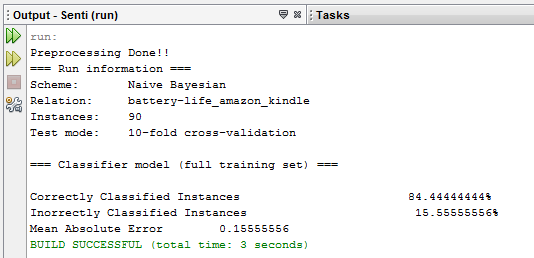 Output - Senti (run)
Tasks
run:
Preprocessing Done!!
=== Run information ===
Scheme: Naive Bayesian
Relation: battery-life_amazon_kindle
Instances: 90
Test mode: 10-fold cross-validation
=== Classifier model (full training set) ===
Correctly Classified Instances 84.44444444%
Inorrectly Classified Instances 15.55555556%
Mean Absolute Error 0.15555556
BUILD SUCCESSFUL (total time: 3 seconds)